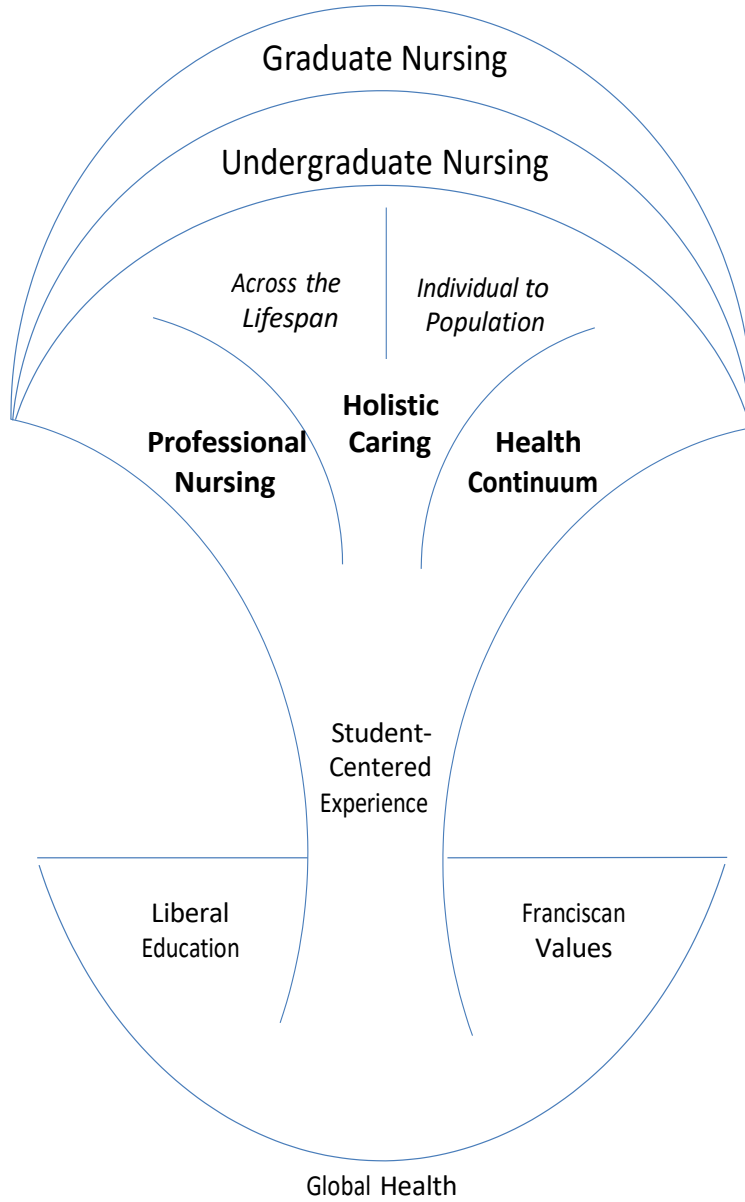 Graduate Nursing
Undergraduate Nursing
Across the
Lifespan
Individual to
Population
Professional
Nursing
Holistic
Caring
Health
Continuum
Student-
Centered
Experience
Liberal
Education
Franciscan
Values
Global Health